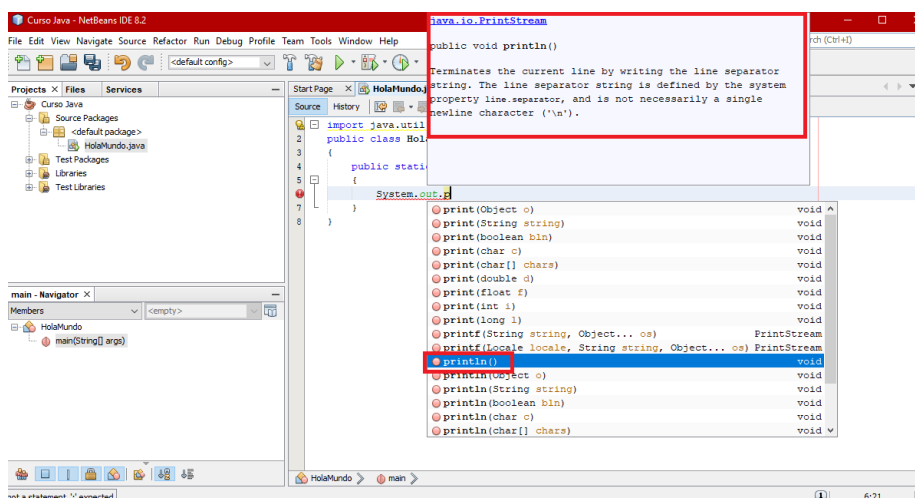 Curso Java - NetBeans IDE 8.2
File Edit View Navigate Source Refactor Run Debug Profile Team Tools Window Help
rch (Ctrl+I)
<default config>
Projects Files Services
Curso Java
Source Packages
<default package>
HolaMundo.java
Test Packages
Libraries
Test Libraries
Start Page HolaMundo.j
Source History
1 import java.util
2 public class Hol
3 {
4 public stati
5 {
System.out.p
7 }
8 }
java.io.PrintStream
public void println()
Terminates the current line by writing the line separator
string. The line separator string is defined by the system
property line.separator, and is not necessarily a single
newline character ('\n').
print(Object o) void
print(String string) void
print(boolean bln) void
print(char c) void
print(char[] chars) void
print(double d) void
print(float f) void
print(int i) void
print(long l) void
printf(String string, Object... os) PrintStream
printf(Locale locale, String string, Object... os) PrintStream
println() void
println(Object o) void
println(String string) void
println(boolean bln) void
println(char c) void
println(char[] chars) void
main - Navigator
Members <empty>
HolaMundo
main(String[] args)
HolaMundo main
not a statement ';' expected
6:21